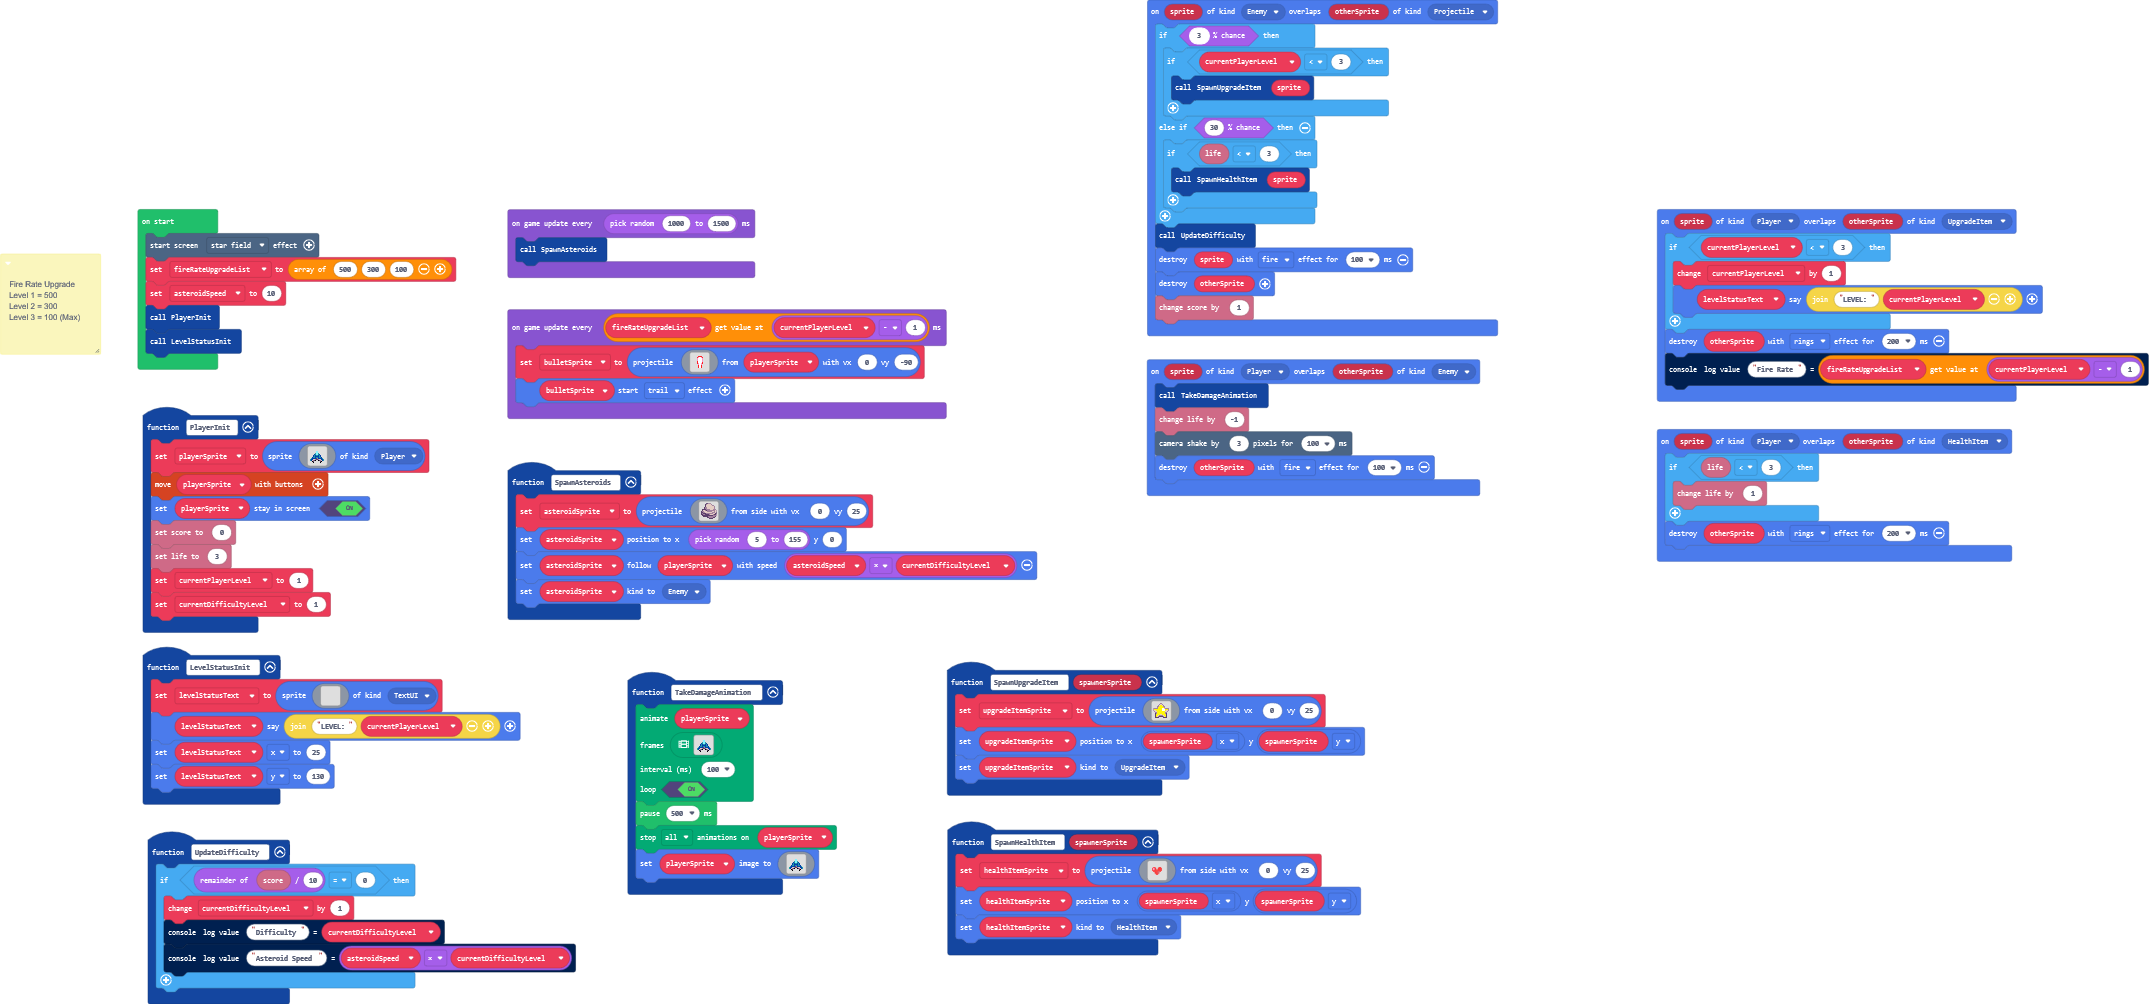 Fire Rate Upgrade
Level 1 = 500
Level 2 = 300
Level 3 = 100 (Max)
on start
start screen star field effect
set fireRateUpgradeList to array of 500 300 100
set asteroidSpeed to 10
call PlayerInit
call LevelStatusInit
function PlayerInit
set playerSprite to sprite of kind Player
move playerSprite with buttons
set playerSprite stay in screen ON
set score to 0
set life to 3
set currentPlayerLevel to 1
set currentDifficultyLevel to 1
function LevelStatusInit
set levelStatusText to sprite of kind TextUI
levelStatusText say join "LEVEL: " currentPlayerLevel
set levelStatusText x to 25
set levelStatusText y to 130
function UpdateDifficulty
if remainder of score / 10 = 0 then
change currentDifficultyLevel by 1
console log value "Difficulty" = currentDifficultyLevel
console log value "Asteroid Speed" = asteroidSpeed × currentDifficultyLevel
on game update every pick random 1000 to 1500 ms
call SpawnAsteroids
on game update every fireRateUpgradeList get value at currentPlayerLevel - 1 ms
set bulletSprite to projectile from playerSprite with vx 0 vy -90
bulletSprite start trail effect
function SpawnAsteroids
set asteroidSprite to projectile from side with vx 0 vy 25
set asteroidSprite position to x pick random 5 to 155 y 0
set asteroidSprite follow playerSprite with speed asteroidSpeed × currentDifficultyLevel
set asteroidSprite kind to Enemy
function TakeDamageAnimation
animate playerSprite
frames
interval (ms) 100
loop ON
pause 500 ms
stop all animations on playerSprite
set playerSprite image to
on sprite of kind Enemy overlaps otherSprite of kind Projectile
if 3 % chance then
if currentPlayerLevel < 3 then
call SpawnUpgradeItem sprite
else if 30 % chance then
if life < 3 then
call SpawnHealthItem sprite
call UpdateDifficulty
destroy sprite with fire effect for 100 ms
destroy otherSprite
change score by 1
on sprite of kind Player overlaps otherSprite of kind Enemy
call TakeDamageAnimation
change life by -1
camera shake by 3 pixels for 100 ms
destroy otherSprite with fire effect for 100 ms
function SpawnUpgradeItem spawnerSprite
set upgradeItemSprite to projectile from side with vx 0 vy 25
set upgradeItemSprite position to x spawnerSprite x y spawnerSprite y
set upgradeItemSprite kind to UpgradeItem
function SpawnHealthItem spawnerSprite
set healthItemSprite to projectile from side with vx 0 vy 25
set healthItemSprite position to x spawnerSprite x y spawnerSprite y
set healthItemSprite kind to HealthItem
on sprite of kind Player overlaps otherSprite of kind UpgradeItem
if currentPlayerLevel < 3 then
change currentPlayerLevel by 1
levelStatusText say join "LEVEL: " currentPlayerLevel
destroy otherSprite with rings effect for 200 ms
console log value "Fire Rate" = fireRateUpgradeList get value at currentPlayerLevel - 1
on sprite of kind Player overlaps otherSprite of kind HealthItem
if life < 3 then
change life by 1
destroy otherSprite with rings effect for 200 ms